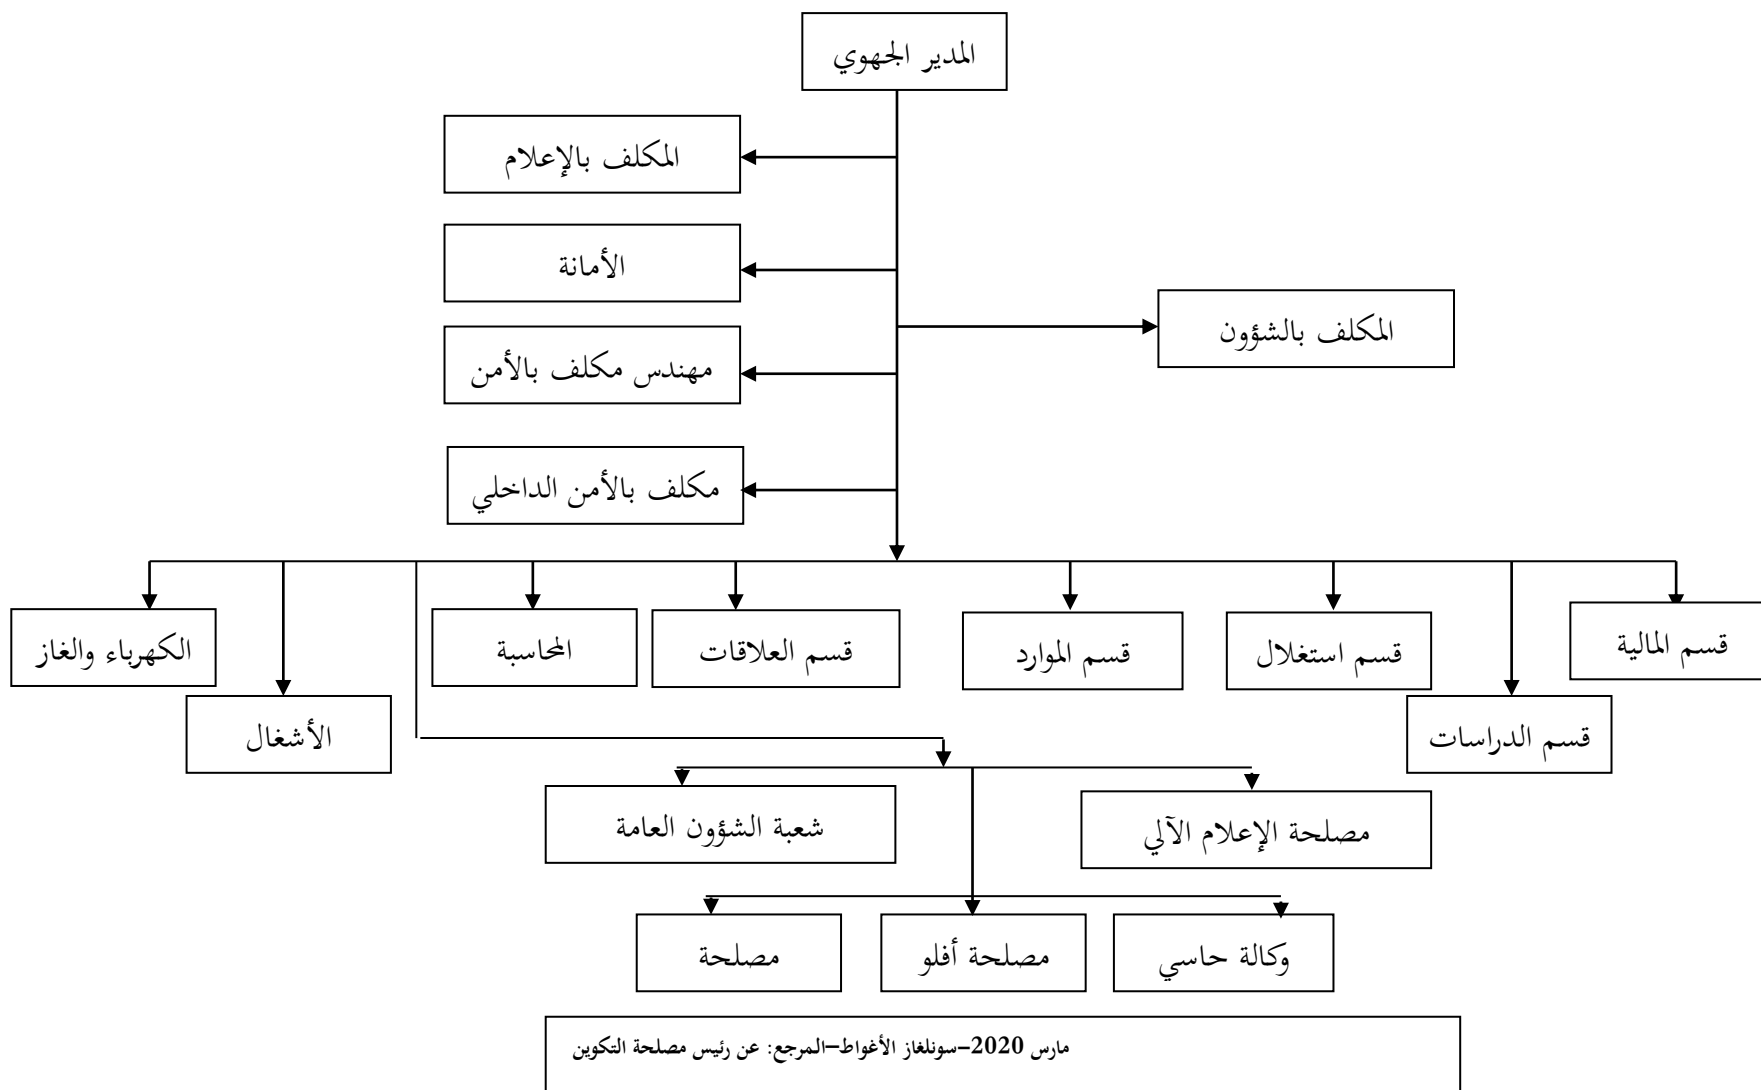 المدير الجهوي
المكلف بالإعلام
الأمانة
المكلف بالشؤون
مهندس مكلف بالأمن
مكلف بالأمن الداخلي
قسم المالية
قسم استغلال
قسم الموارد
قسم العلاقات
المحاسبة
الكهرباء والغاز
قسم الدراسات
الأشغال
مصلحة الإعلام الآلي
شعبة الشؤون العامة
وكالة حاسي
مصلحة أفلو
مصلحة
مارس 2020–سونلغاز الأغواط–المرجع: عن رئيس مصلحة التكوين